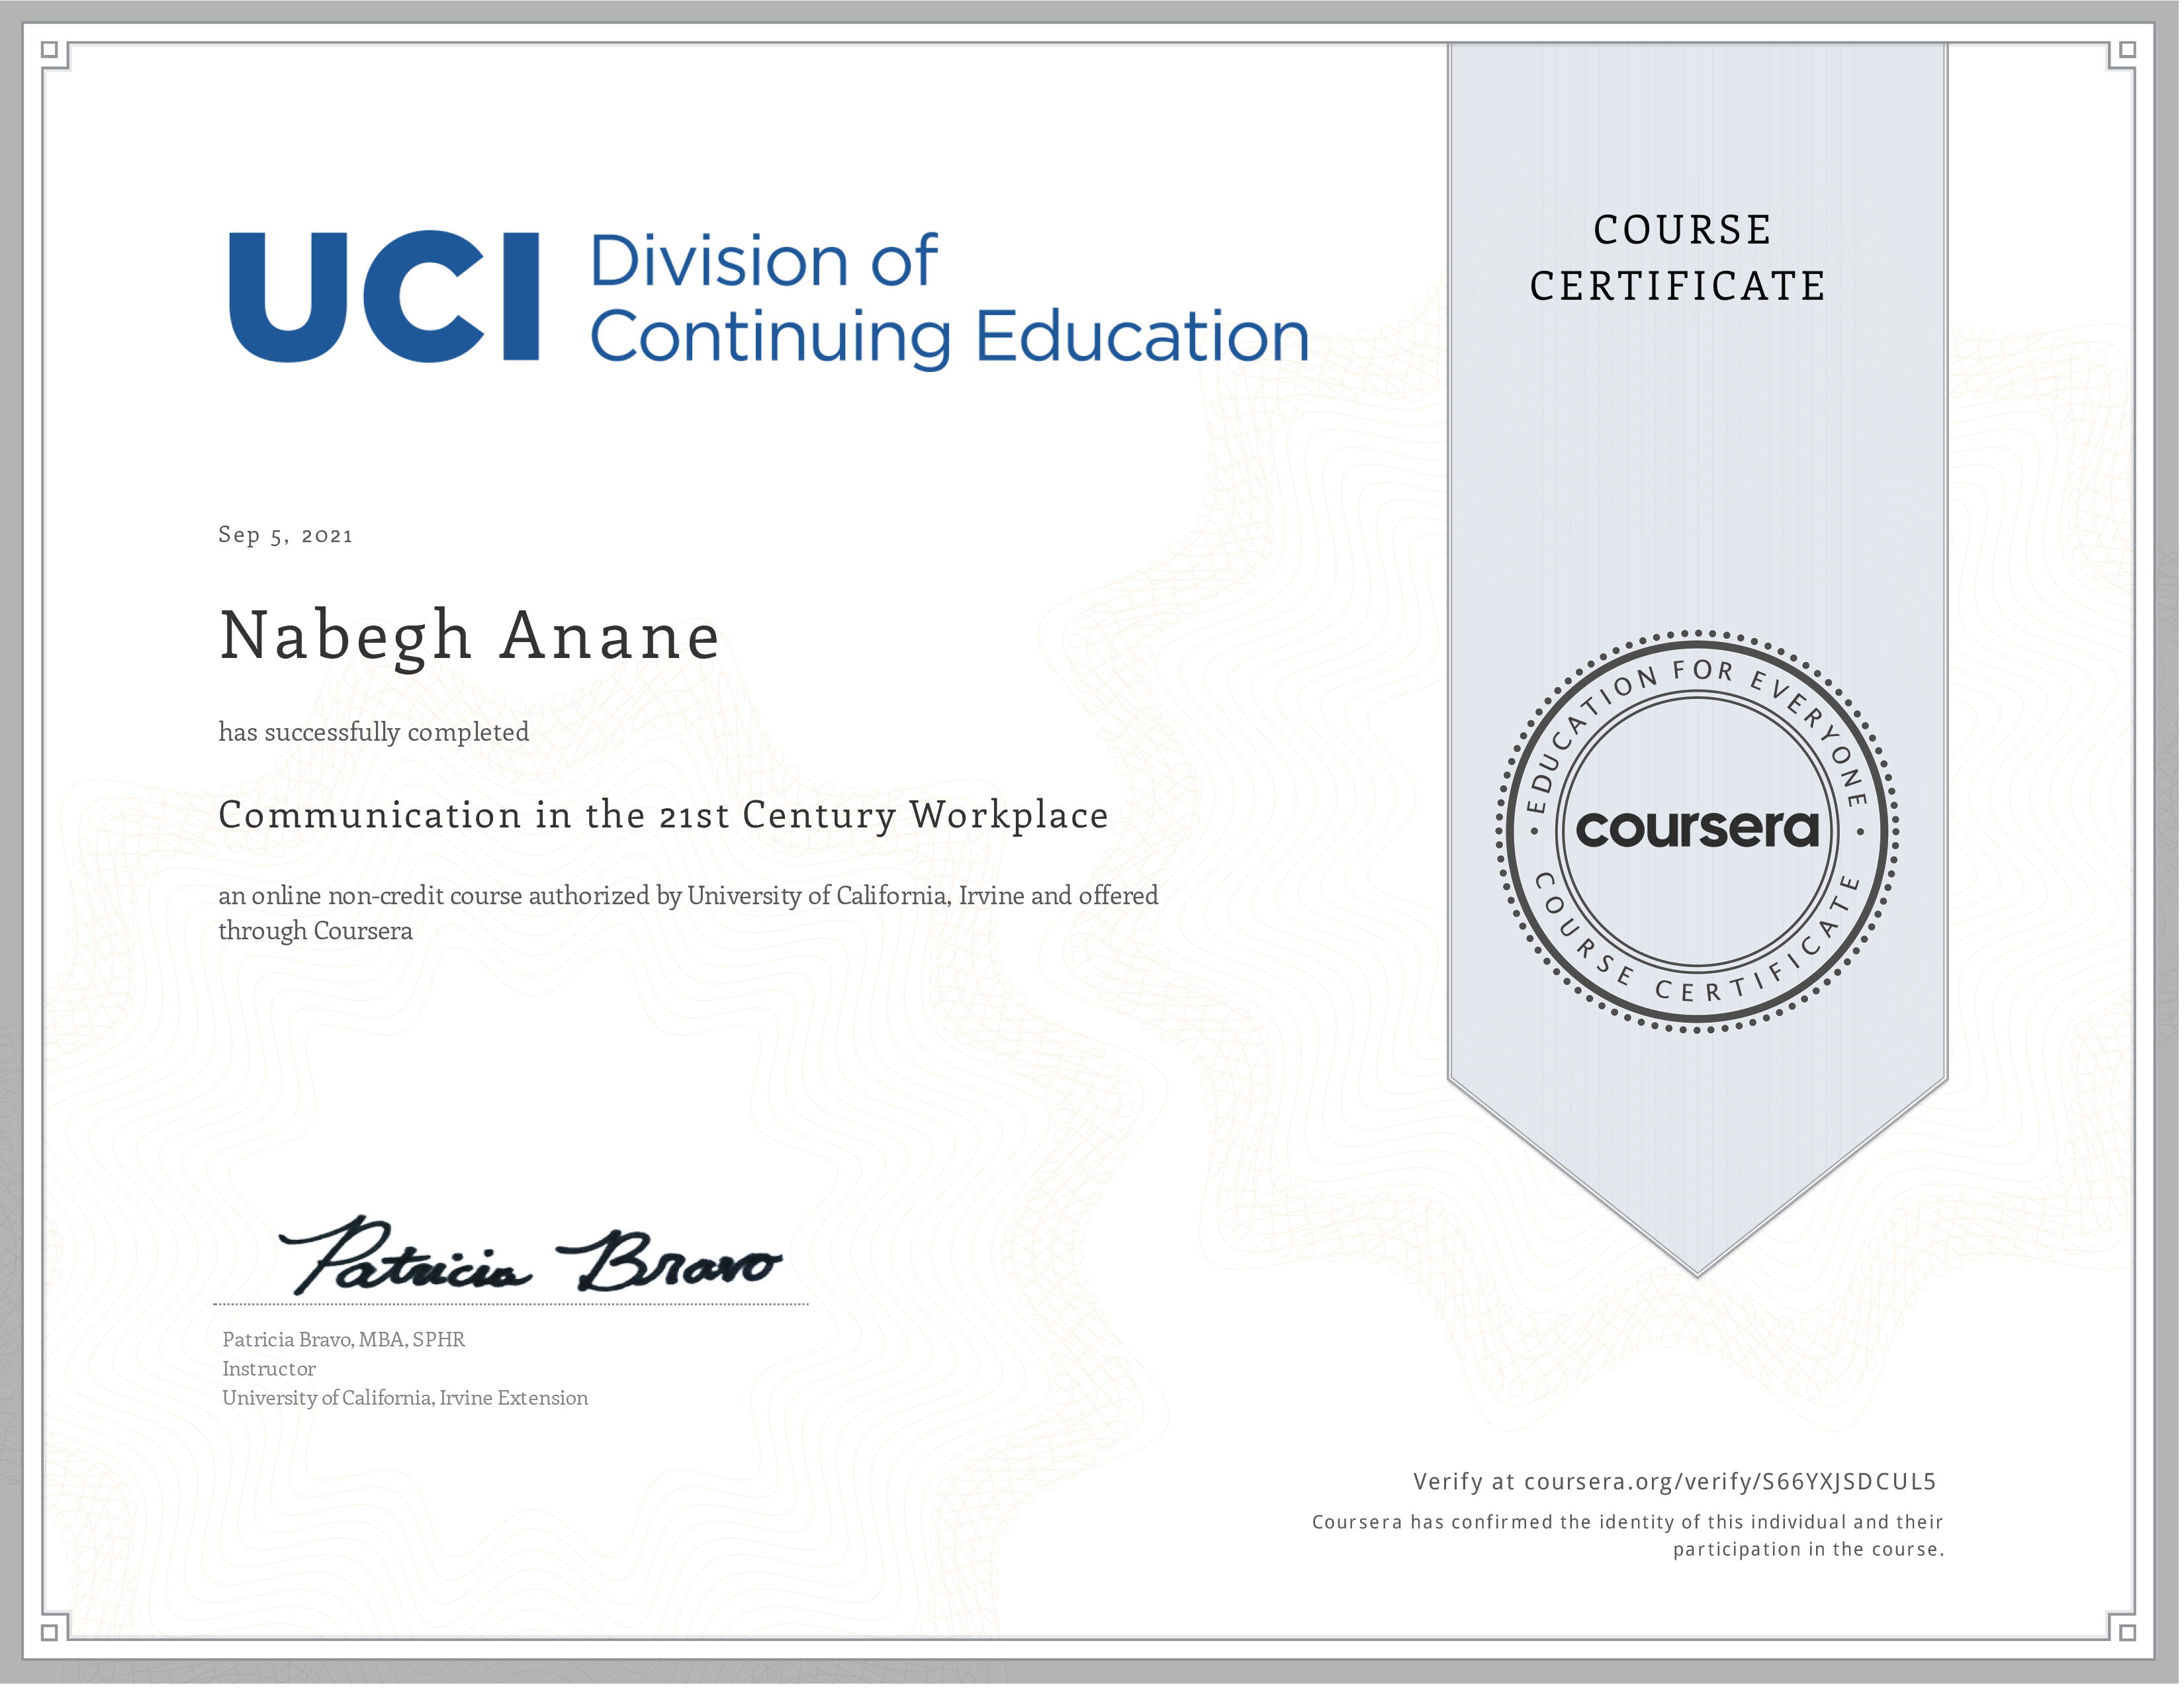 UCI Division of
Continuing Education
COURSE
CERTIFICATE
Sep 5, 2021
Nabegh Anane
has successfully completed
Communication in the 21st Century Workplace
an online non-credit course authorized by University of California, Irvine and offered
through Coursera
EDUCATION FOR EVERYONE
coursera
COURSE CERTIFICATE
Patricia Bravo
Patricia Bravo, MBA, SPHR
Instructor
University of California, Irvine Extension
Verify at coursera.org/verify/S66YXJSDCUL5
Coursera has confirmed the identity of this individual and their
participation in the course.